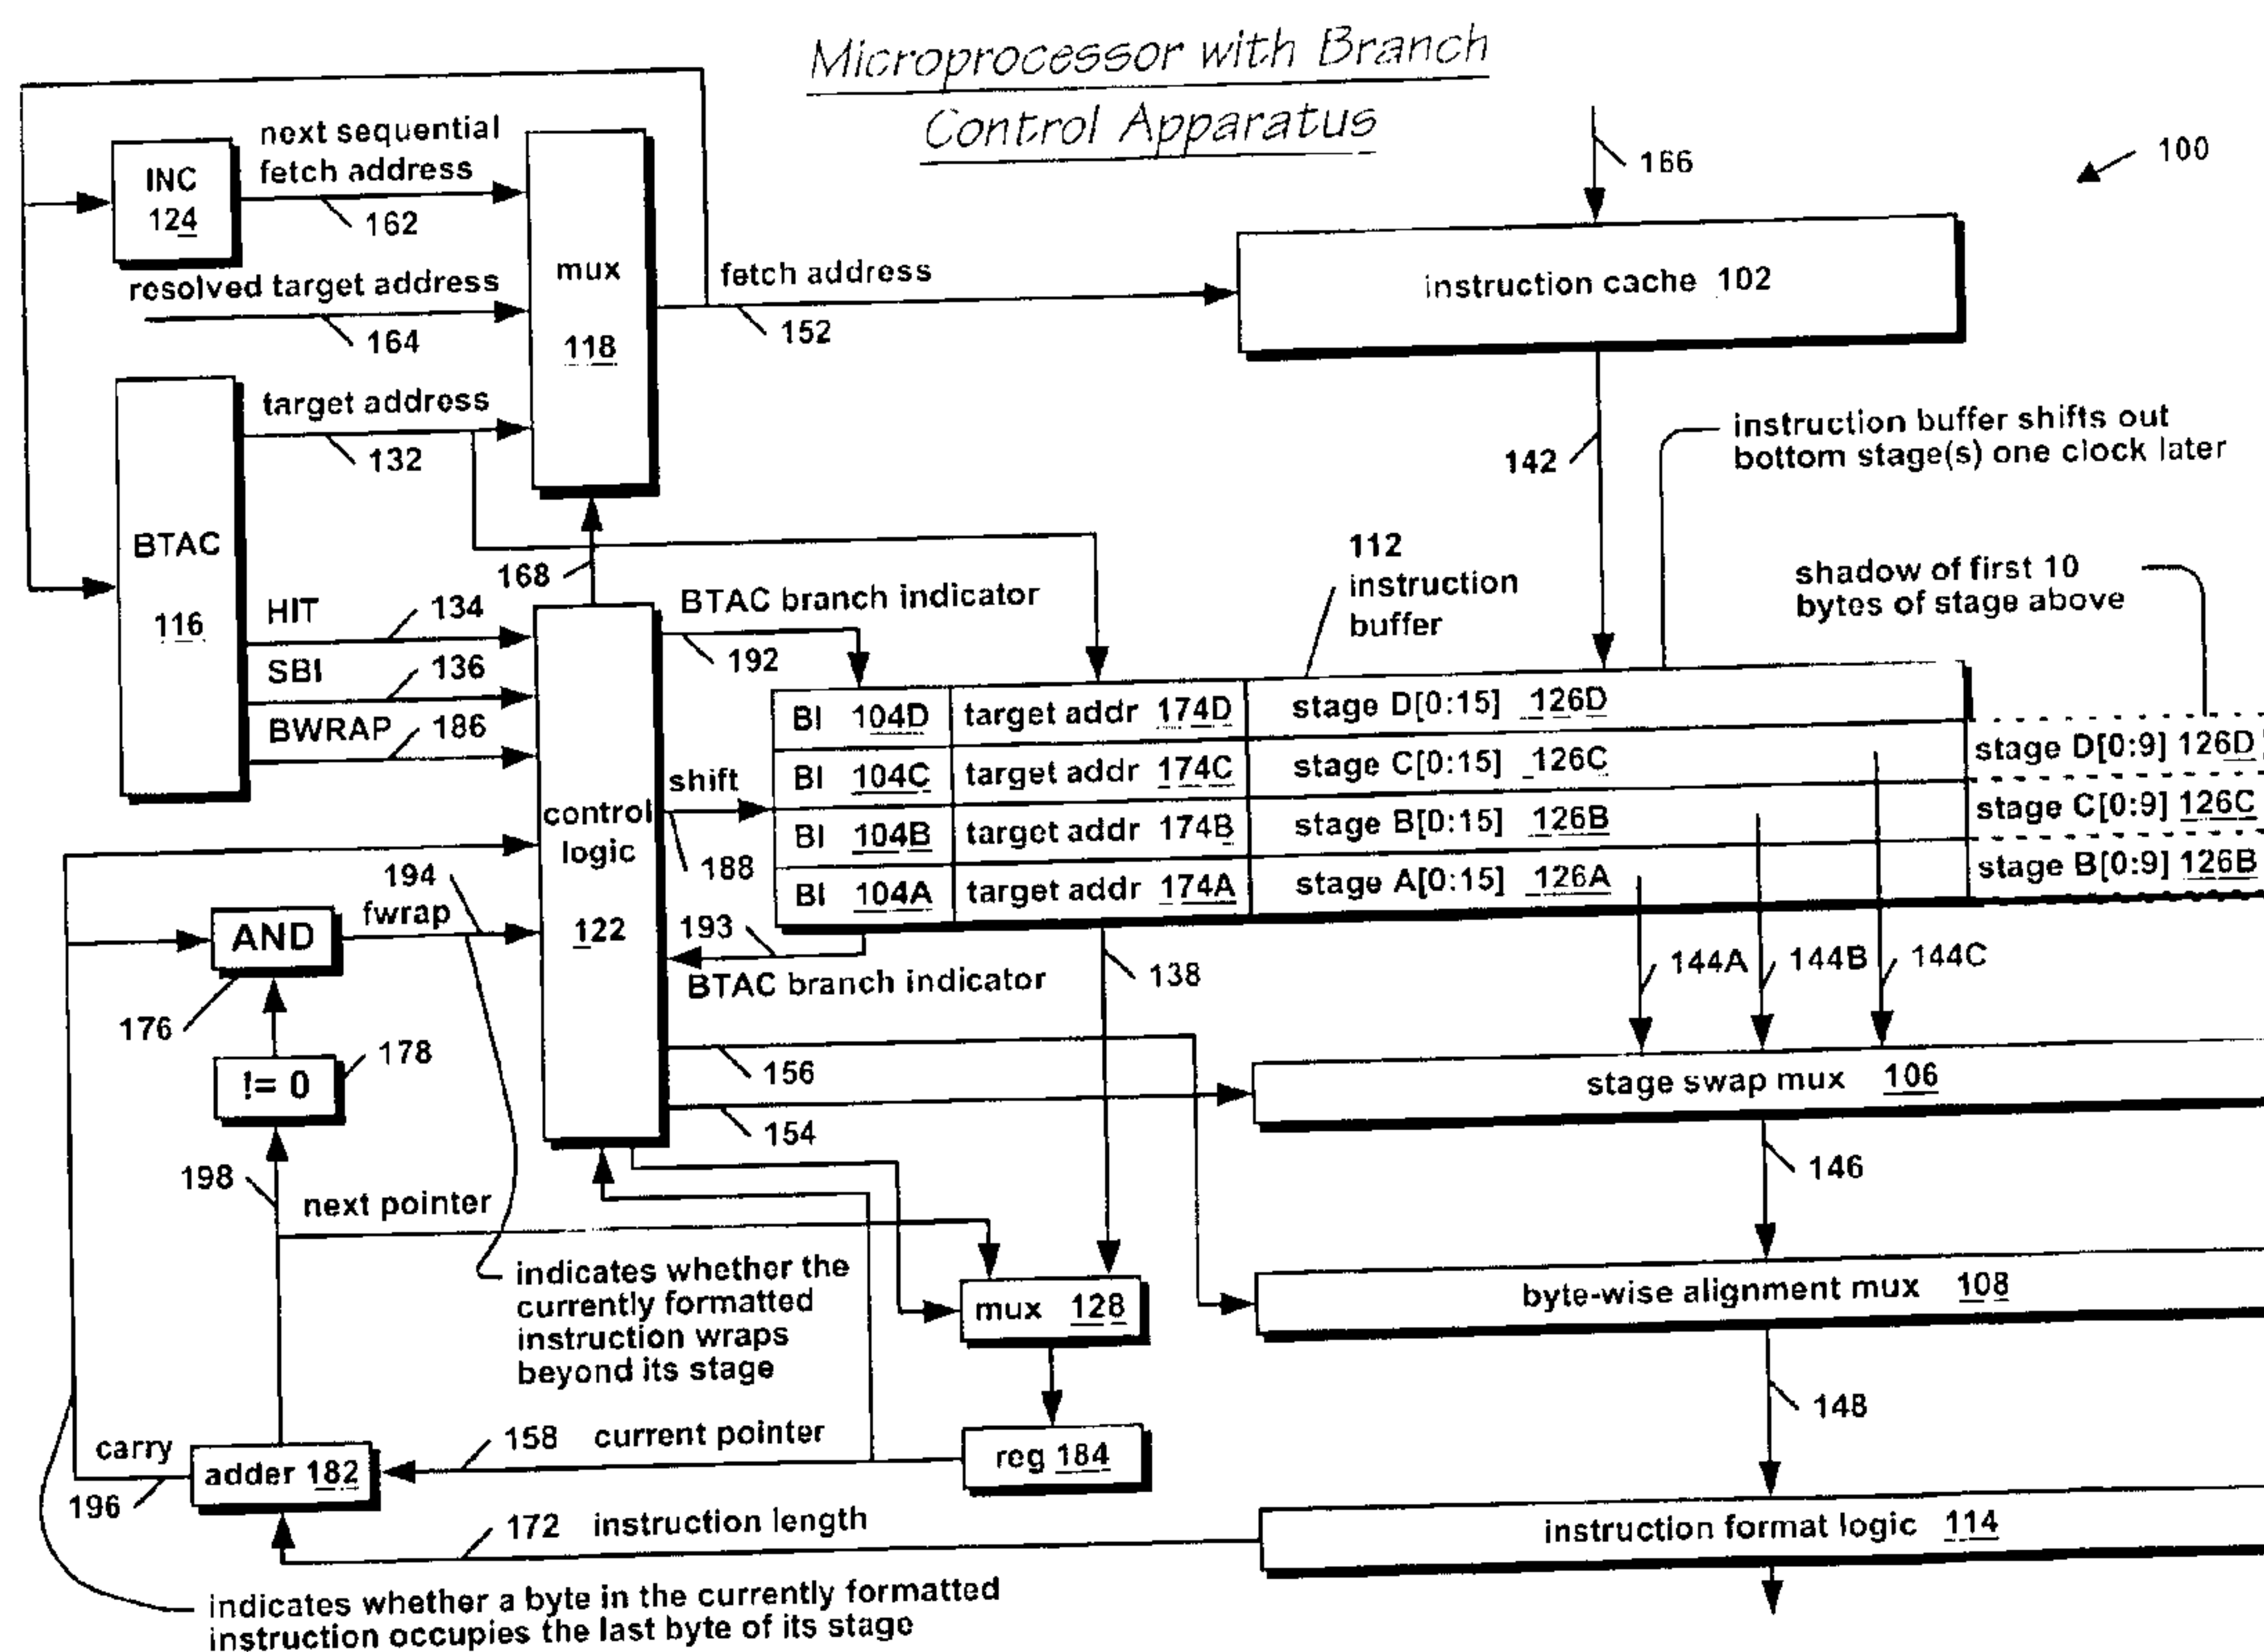 Microprocessor with Branch
Control Apparatus
100
166
INC
124
next sequential
fetch address
162
resolved target address
164
mux
118
fetch address
152
instruction cache 102
BTAC
116
target address
132
142
instruction buffer shifts out
bottom stage(s) one clock later
168
112
instruction
buffer
shadow of first 10
bytes of stage above
HIT
134
SBI
136
BWRAP
186
BTAC branch indicator
192
control
logic
122
shift
188
BI 104D target addr 174D stage D[0:15] 126D
stage D[0:9] 126D
BI 104C target addr 174C stage C[0:15] 126C
stage C[0:9] 126C
BI 104B target addr 174B stage B[0:15] 126B
stage B[0:9] 126B
BI 104A target addr 174A stage A[0:15] 126A
194
fwrap
AND
176
193
BTAC branch indicator
138
144A
144B
144C
!= 0
178
156
154
stage swap mux 106
146
198
next pointer
indicates whether the
currently formatted
instruction wraps
beyond its stage
mux 128
byte-wise alignment mux 108
148
carry
196
adder 182
158 current pointer
reg 184
172 instruction length
instruction format logic 114
indicates whether a byte in the currently formatted
instruction occupies the last byte of its stage